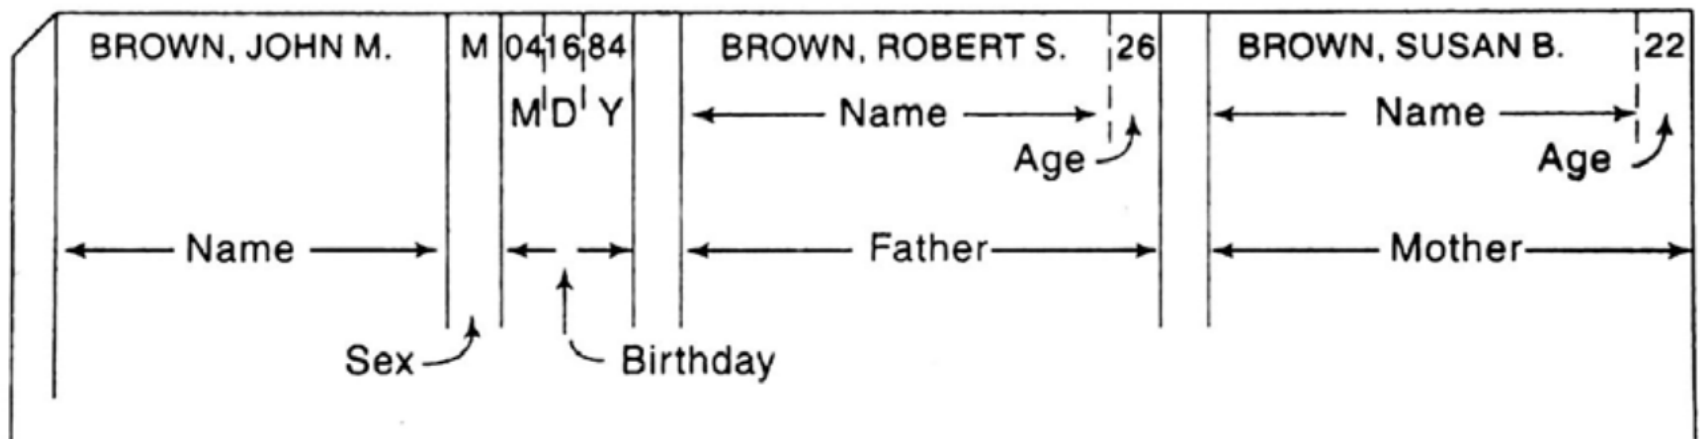 BROWN, JOHN M. M 04 16 84 BROWN, ROBERT S. 26 BROWN, SUSAN B. 22
M D Y Name Name
Age Age
Name Father Mother
Sex Birthday